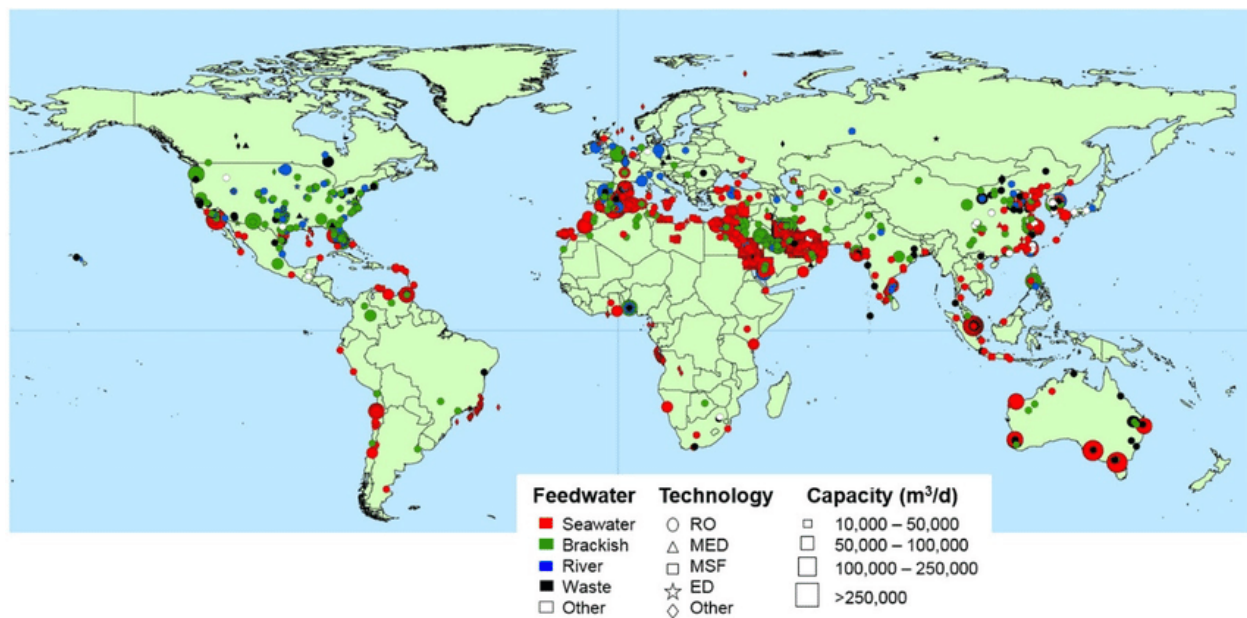 Feedwater
Seawater
Brackish
River
Waste
Other
Technology
RO
MED
MSF
ED
Other
Capacity (m³/d)
10,000 – 50,000
50,000 – 100,000
100,000 – 250,000
>250,000